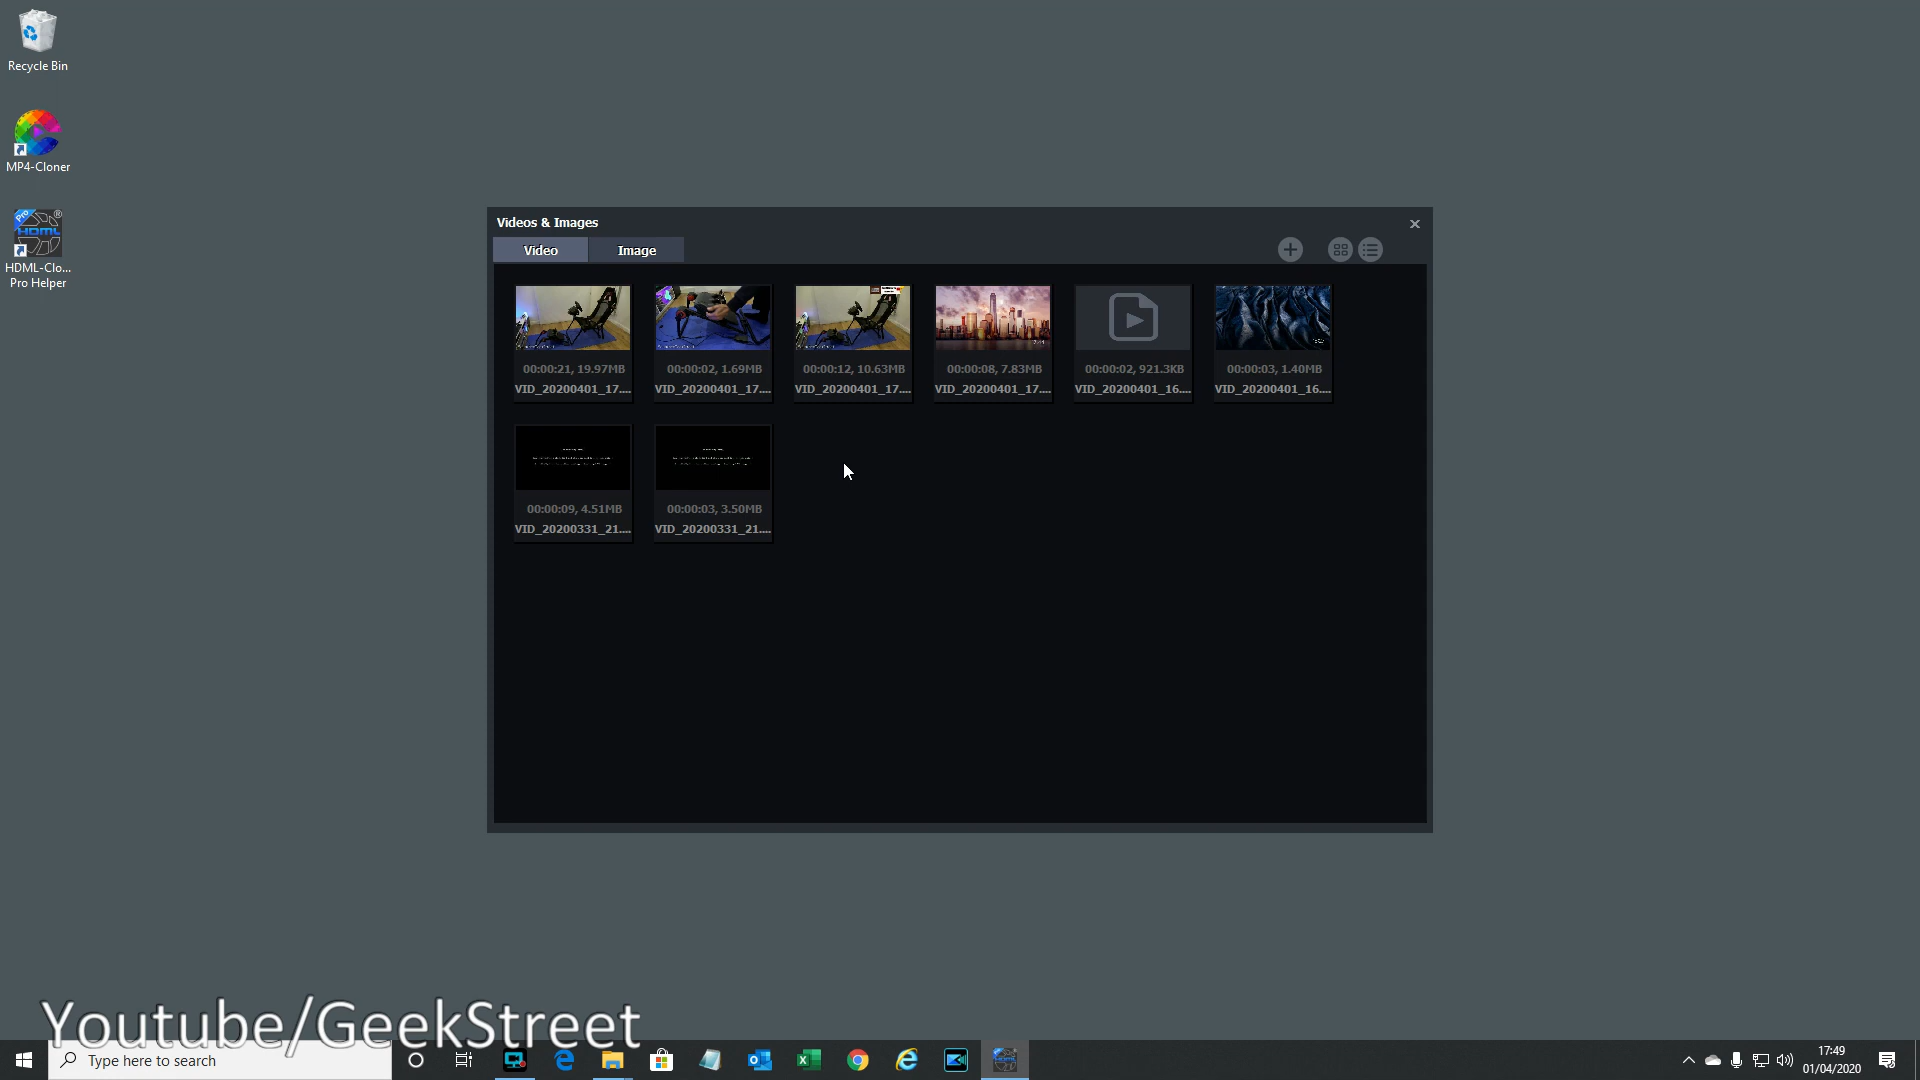 Recycle Bin
MP4-Cloner
Pro
HDML
HDML-Clo...
Pro Helper
Videos & Images
Video
Image
00:00:21, 19.97MB
00:00:02, 1.69MB
00:00:12, 10.63MB
00:00:08, 7.83MB
00:00:02, 921.3KB
00:00:03, 1.40MB
VID_20200401_17....
VID_20200401_17....
VID_20200401_17....
VID_20200401_17....
VID_20200401_16....
VID_20200401_16....
00:00:09, 4.51MB
00:00:03, 3.50MB
VID_20200331_21....
VID_20200331_21....
Youtube/GeekStreet
Type here to search
17:49
01/04/2020